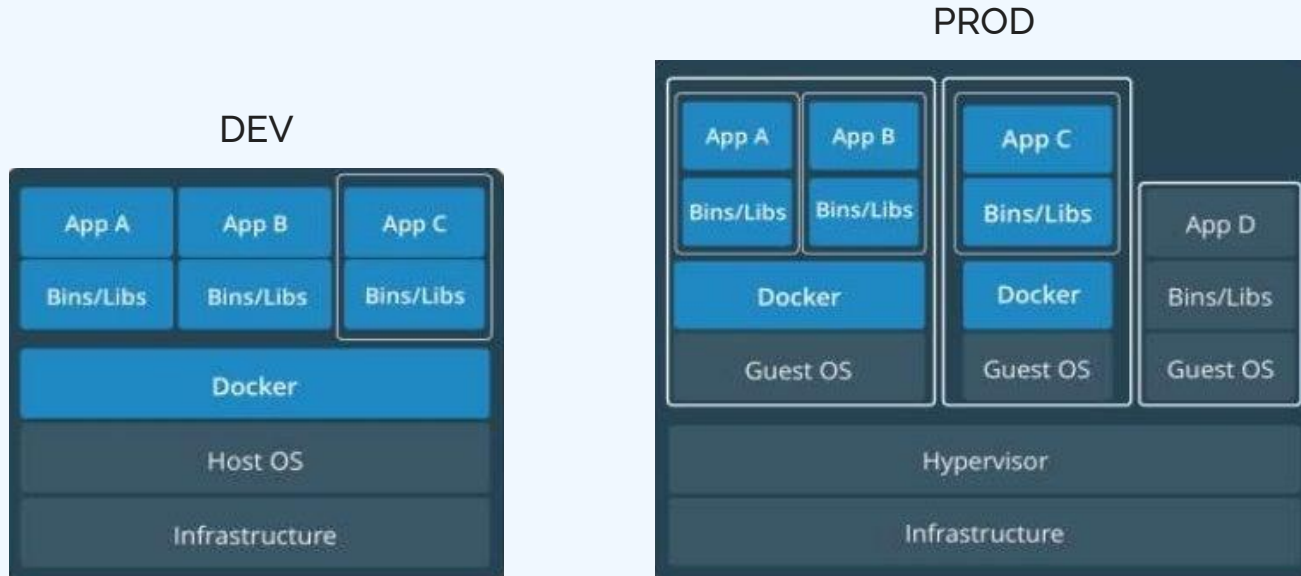 PROD
DEV
App A App B App C
Bins/Libs Bins/Libs Bins/Libs
Docker
Host OS
Infrastructure
App A App B App C
Bins/Libs Bins/Libs Bins/Libs App D
Docker Docker Bins/Libs
Guest OS Guest OS Guest OS
Hypervisor
Infrastructure